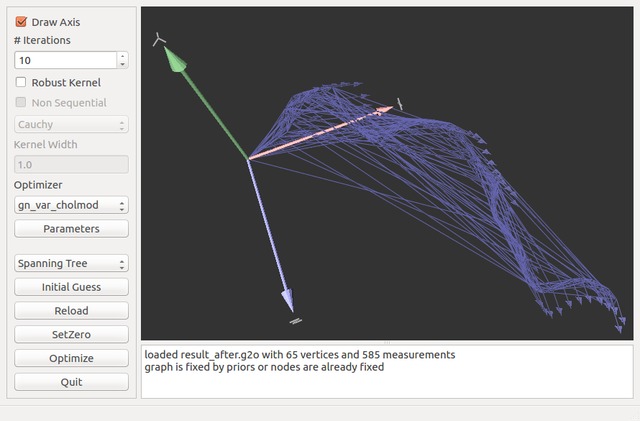 Draw Axis
# Iterations
10
Robust Kernel
Non Sequential
Cauchy
Kernel Width
1.0
Optimizer
gn_var_cholmod
Parameters
Spanning Tree
Initial Guess
Reload
SetZero
Optimize
Quit
Y
X
Z
loaded result_after.g2o with 65 vertices and 585 measurements
graph is fixed by priors or nodes are already fixed